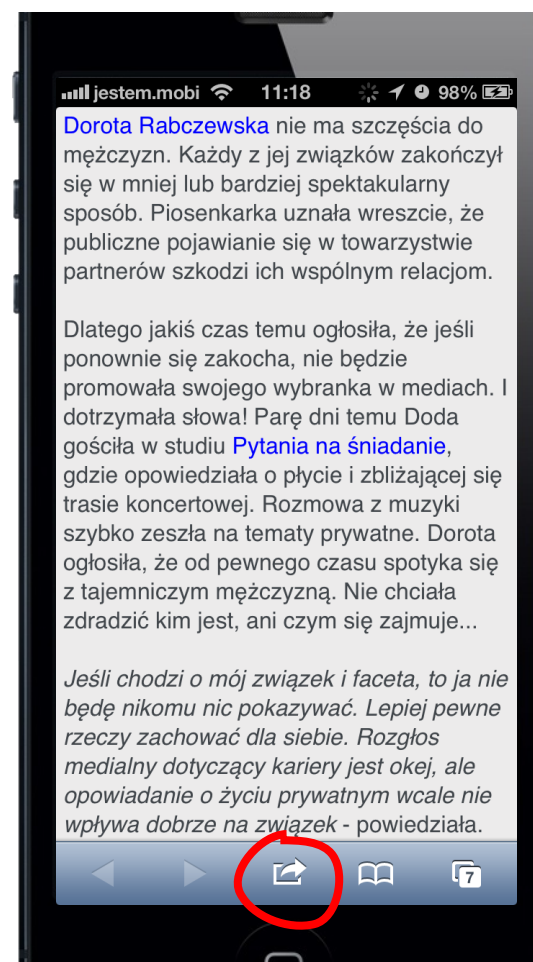 jestem.mobi 11:18 98%
Dorota Rabczewska nie ma szczęścia do
mężczyzn. Każdy z jej związków zakończył
się w mniej lub bardziej spektakularny
sposób. Piosenkarka uznała wreszcie, że
publiczne pojawianie się w towarzystwie
partnerów szkodzi ich wspólnym relacjom.
Dlatego jakiś czas temu ogłosiła, że jeśli
ponownie się zakocha, nie będzie
promowała swojego wybranka w mediach. I
dotrzymała słowa! Parę dni temu Doda
gościła w studiu Pytania na śniadanie,
gdzie opowiedziała o płycie i zbliżającej się
trasie koncertowej. Rozmowa z muzyki
szybko zeszła na tematy prywatne. Dorota
ogłosiła, że od pewnego czasu spotyka się
z tajemniczym mężczyzną. Nie chciała
zdradzić kim jest, ani czym się zajmuje...
Jeśli chodzi o mój związek i faceta, to ja nie
będę nikomu nic pokazywać. Lepiej pewne
rzeczy zachować dla siebie. Rozgłos
medialny dotyczący kariery jest okej, ale
opowiadanie o życiu prywatnym wcale nie
wpływa dobrze na związek - powiedziała.
7